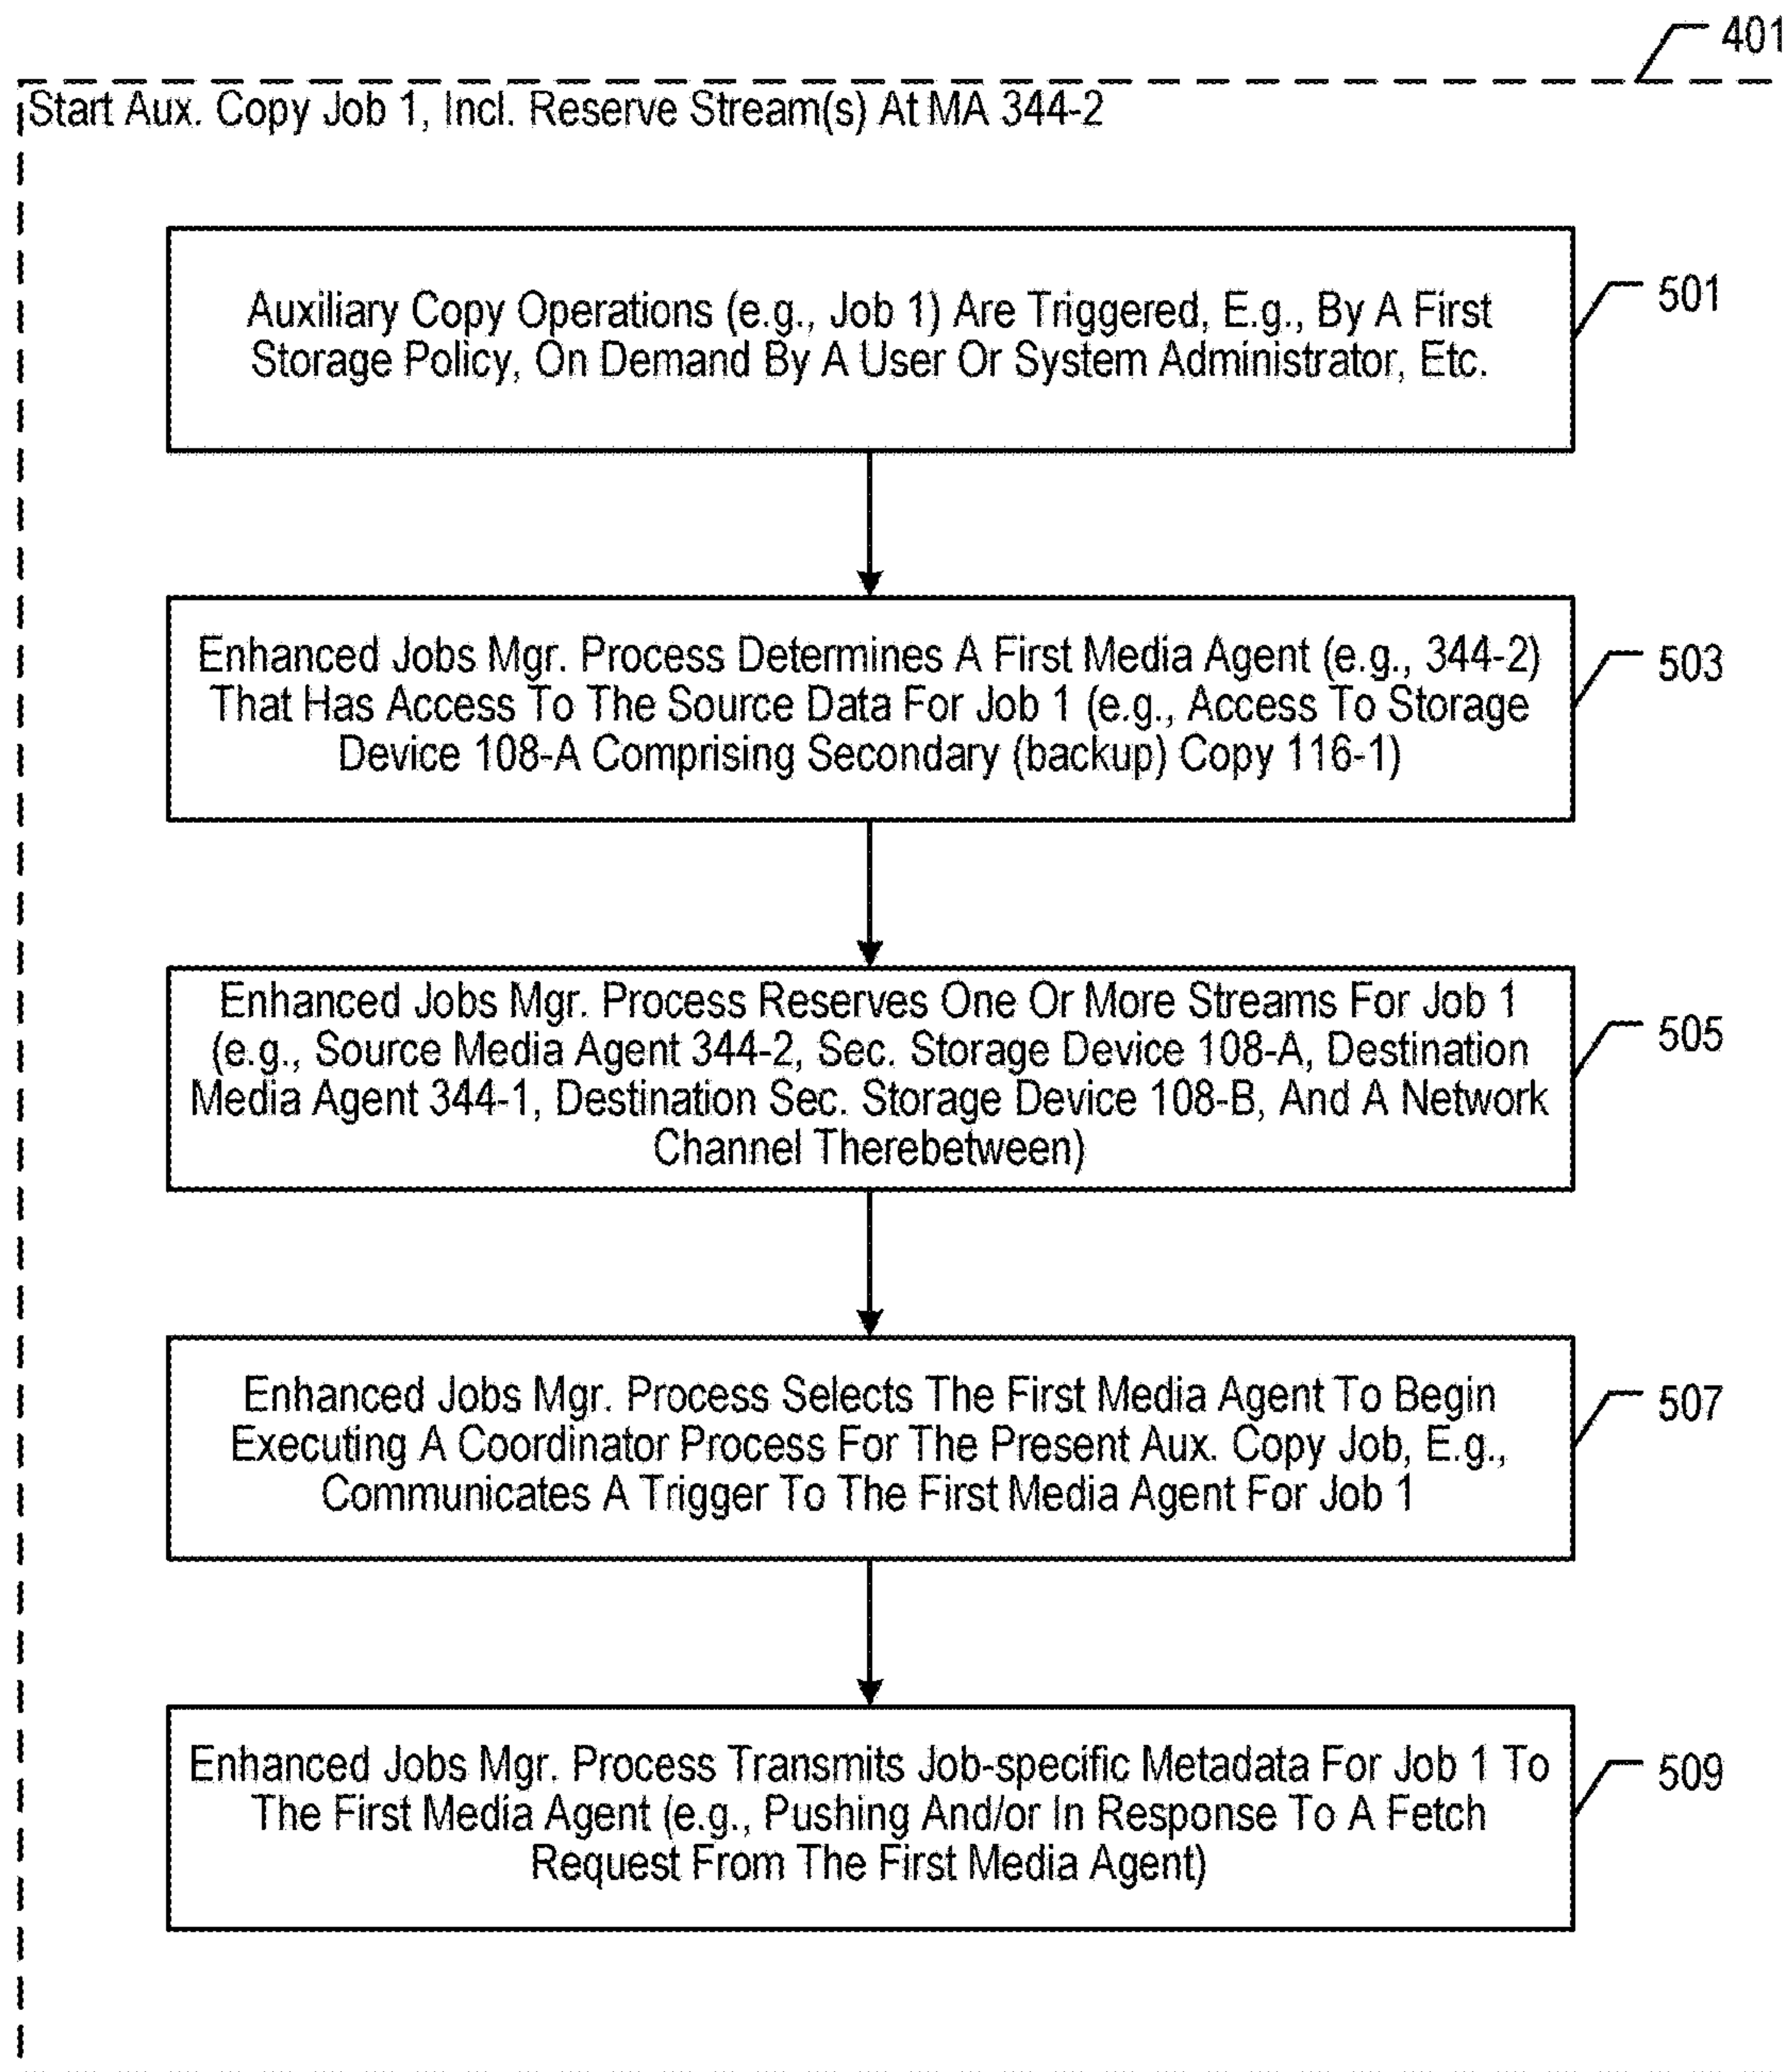 401
Start Aux. Copy Job 1, Incl. Reserve Stream(s) At MA 344-2
Auxiliary Copy Operations (e.g., Job 1) Are Triggered, E.g., By A First
Storage Policy, On Demand By A User Or System Administrator, Etc.
501
Enhanced Jobs Mgr. Process Determines A First Media Agent (e.g., 344-2)
That Has Access To The Source Data For Job 1 (e.g., Access To Storage
Device 108-A Comprising Secondary (backup) Copy 116-1)
503
Enhanced Jobs Mgr. Process Reserves One Or More Streams For Job 1
(e.g., Source Media Agent 344-2, Sec. Storage Device 108-A, Destination
Media Agent 344-1, Destination Sec. Storage Device 108-B, And A Network
Channel Therebetween)
505
Enhanced Jobs Mgr. Process Selects The First Media Agent To Begin
Executing A Coordinator Process For The Present Aux. Copy Job, E.g.,
Communicates A Trigger To The First Media Agent For Job 1
507
Enhanced Jobs Mgr. Process Transmits Job-specific Metadata For Job 1 To
The First Media Agent (e.g., Pushing And/or In Response To A Fetch
Request From The First Media Agent)
509